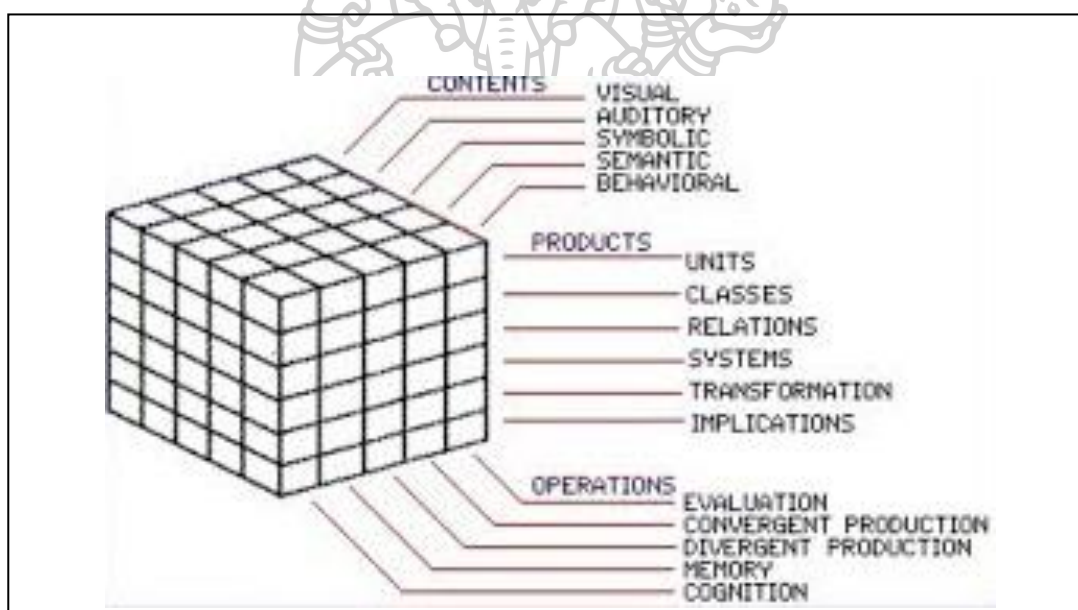 CONTENTS
VISUAL
AUDITORY
SYMBOLIC
SEMANTIC
BEHAVIORAL
PRODUCTS
UNITS
CLASSES
RELATIONS
SYSTEMS
TRANSFORMATION
IMPLICATIONS
OPERATIONS
EVALUATION
CONVERGENT PRODUCTION
DIVERGENT PRODUCTION
MEMORY
COGNITION